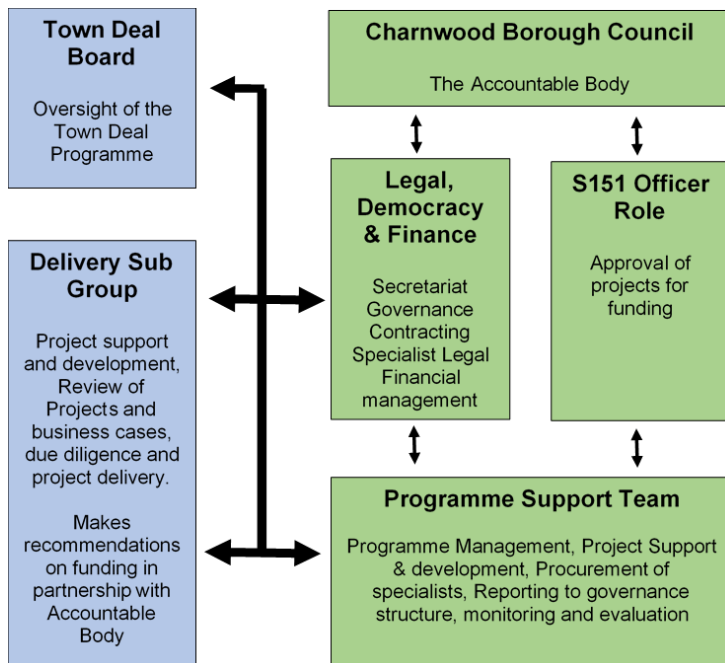 Town Deal
Board
Oversight of the
Town Deal
Programme
Charnwood Borough Council
The Accountable Body
Legal,
Democracy
& Finance
Secretariat
Governance
Contracting
Specialist Legal
Financial
management
S151 Officer
Role
Approval of
projects for
funding
Delivery Sub
Group
Project support
and development,
Review of
Projects and
business cases,
due diligence and
project delivery.
Makes
recommendations
on funding in
partnership with
Accountable
Body
Programme Support Team
Programme Management, Project Support
& development, Procurement of
specialists, Reporting to governance
structure, monitoring and evaluation